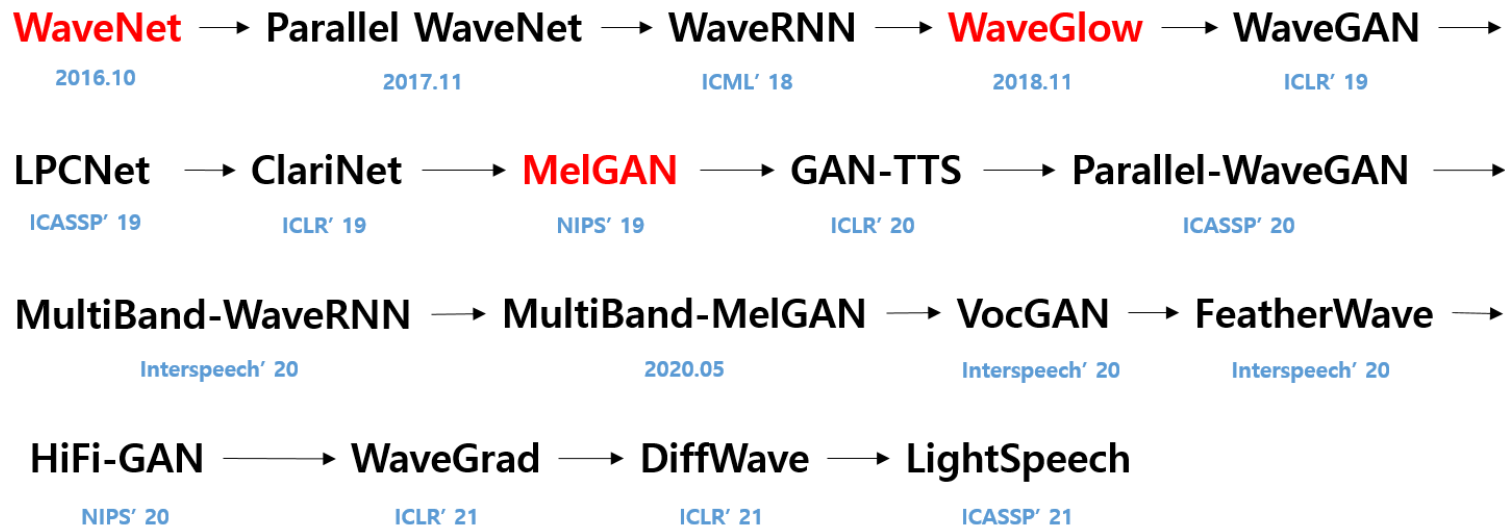 WaveNet → Parallel WaveNet → WaveRNN → WaveGlow → WaveGAN →
2016.10 2017.11 ICML’ 18 2018.11 ICLR’ 19
LPCNet → ClariNet → MelGAN → GAN-TTS → Parallel-WaveGAN →
ICASSP’ 19 ICLR’ 19 NIPS’ 19 ICLR’ 20 ICASSP’ 20
MultiBand-WaveRNN → MultiBand-MelGAN → VocGAN → FeatherWave →
Interspeech’ 20 2020.05 Interspeech’ 20 Interspeech’ 20
HiFi-GAN → WaveGrad → DiffWave → LightSpeech
NIPS’ 20 ICLR’ 21 ICLR’ 21 ICASSP’ 21